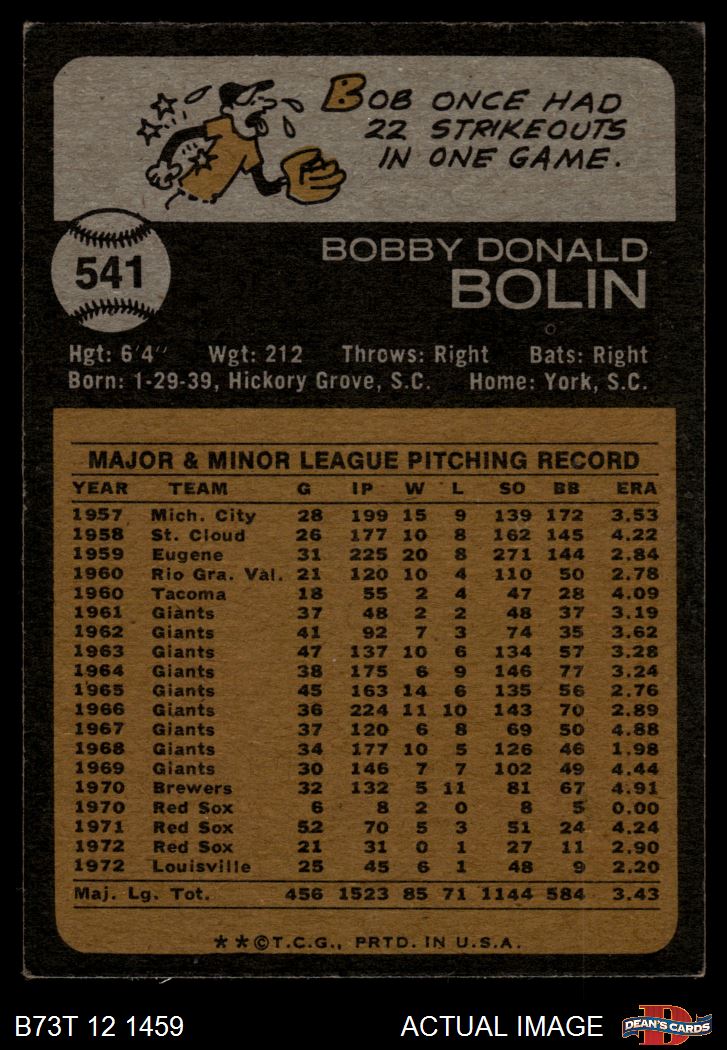 BOB ONCE HAD
22 STRIKEOUTS
IN ONE GAME.
541
BOBBY DONALD
BOLIN
Hgt: 6'4" Wgt: 212 Throws: Right Bats: Right
Born: 1-29-39, Hickory Grove, S.C. Home: York, S.C.
MAJOR & MINOR LEAGUE PITCHING RECORD
YEAR TEAM G IP W L SO BB ERA
1957 Mich. City 28 199 15 9 139 172 3.53
1958 St. Cloud 26 177 10 8 162 145 4.22
1959 Eugene 31 225 20 8 271 144 2.84
1960 Rio Gra. Val. 21 120 10 4 110 50 2.78
1960 Tacoma 18 55 2 4 47 28 4.09
1961 Giants 37 48 2 2 48 37 3.19
1962 Giants 41 92 7 3 74 35 3.62
1963 Giants 47 137 10 6 134 57 3.28
1964 Giants 38 175 6 9 146 77 3.24
1965 Giants 45 163 14 6 135 56 2.76
1966 Giants 36 224 11 10 143 70 2.89
1967 Giants 37 120 6 8 69 50 4.88
1968 Giants 34 177 10 5 126 46 1.98
1969 Giants 30 146 7 7 102 49 4.44
1970 Brewers 32 132 5 11 81 67 4.91
1970 Red Sox 6 8 2 0 8 5 0.00
1971 Red Sox 52 70 5 3 51 24 4.24
1972 Red Sox 21 31 0 1 27 11 2.90
1972 Louisville 25 45 6 1 48 9 2.20
Maj. Lg. Tot. 456 1523 85 71 1144 584 3.43
**©T.C.G., PRTD. IN U.S.A.
B73T 12 1459 ACTUAL IMAGE
D
DEAN'S CARDS